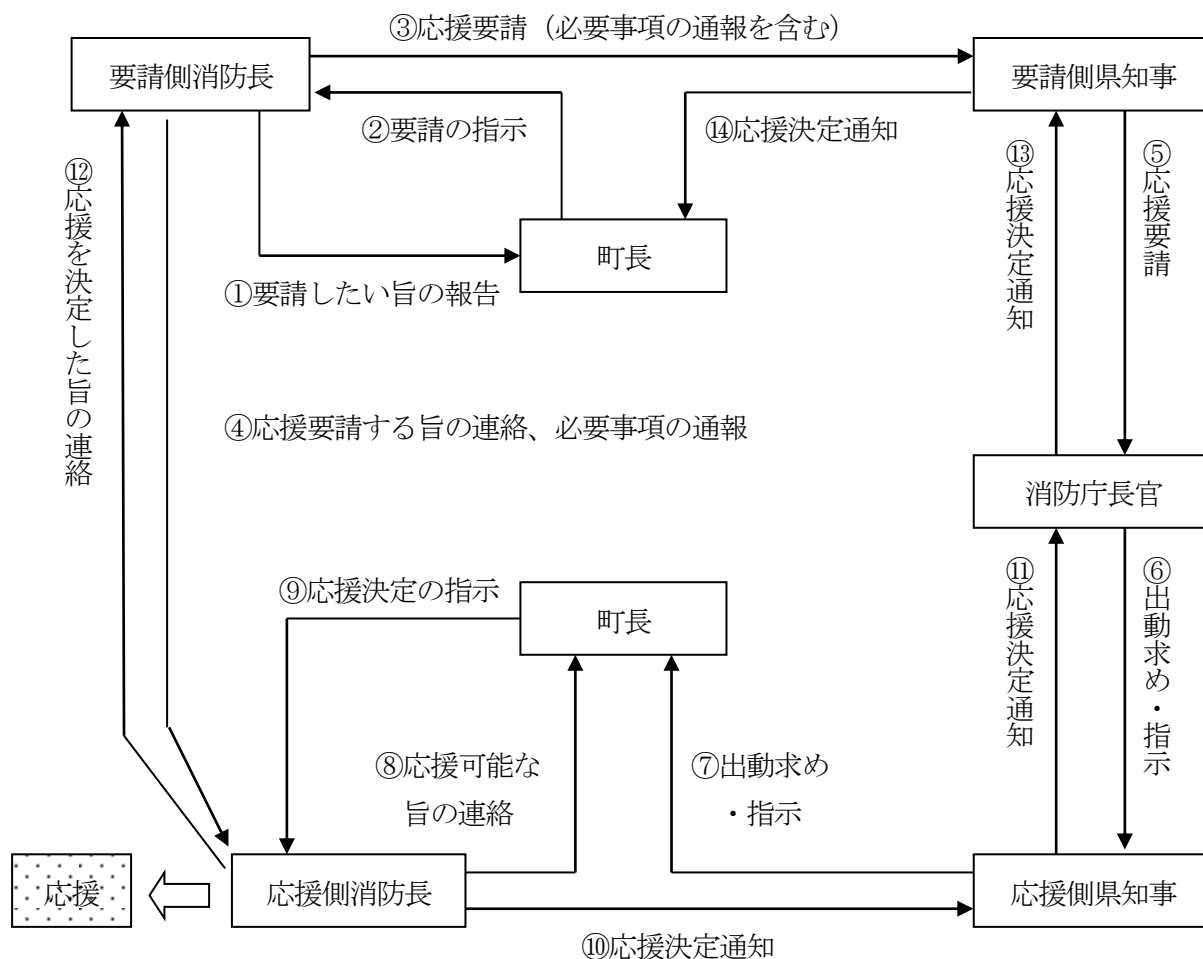 ③応援要請（必要事項の通報を含む）
要請側消防長
要請側県知事
②要請の指示
⑭応援決定通知
町長
①要請したい旨の報告
⑫応援を決定した旨の連絡
⑬応援決定通知
⑤応援要請
④応援要請する旨の連絡、必要事項の通報
消防庁長官
⑨応援決定の指示
町長
⑪応援決定通知
⑥出動求め・指示
⑧応援可能な
旨の連絡
⑦出動求め
・指示
応援
応援側消防長
応援側県知事
⑩応援決定通知